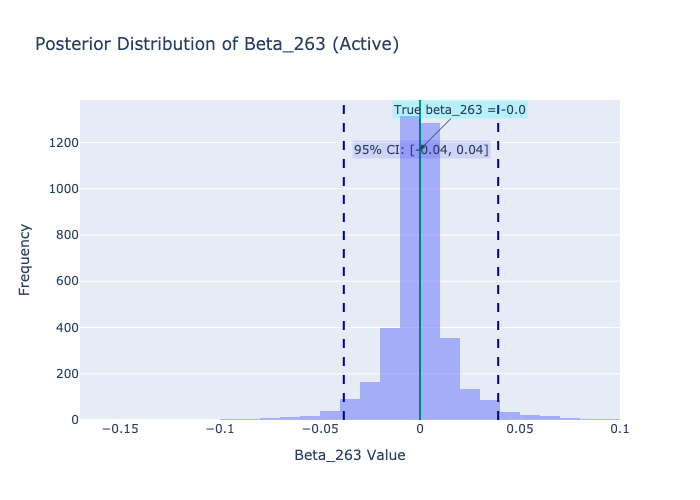 Posterior Distribution of Beta_263 (Active)
True beta_263 = -0.0
95% CI: [-0.04, 0.04]
1200
1000
800
600
400
200
0
Frequency
−0.15
−0.1
−0.05
0
0.05
0.1
Beta_263 Value